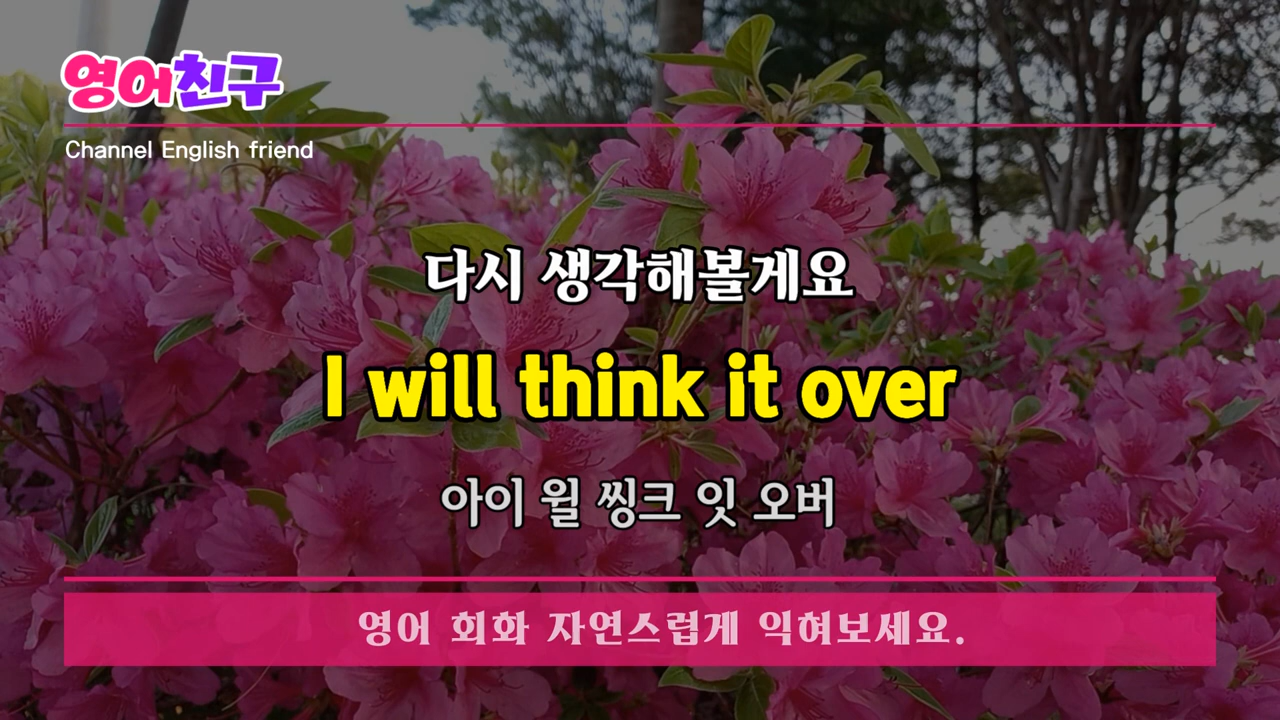 영어친구
Channel English friend
다시 생각해볼게요
I will think it over
아이 윌 씽크 잇 오버
영어 회화 자연스럽게 익혀보세요.